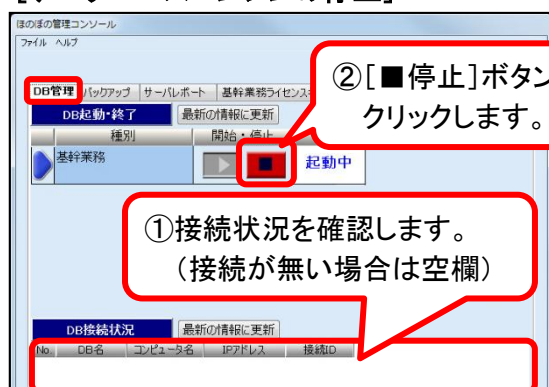 ほのぼの管理コンソール
ファイル ヘルプ
DB管理 バックアップ サーバレポート 基幹業務ライセンス
②[■停止]ボタン
クリックします。
DB起動・終了 最新の情報に更新
種別 開始・停止
基幹業務 起動中
①接続状況を確認します。
(接続が無い場合は空欄)
DB接続状況 最新の情報に更新
No. DB名 コンピュータ名 IPアドレス 接続ID